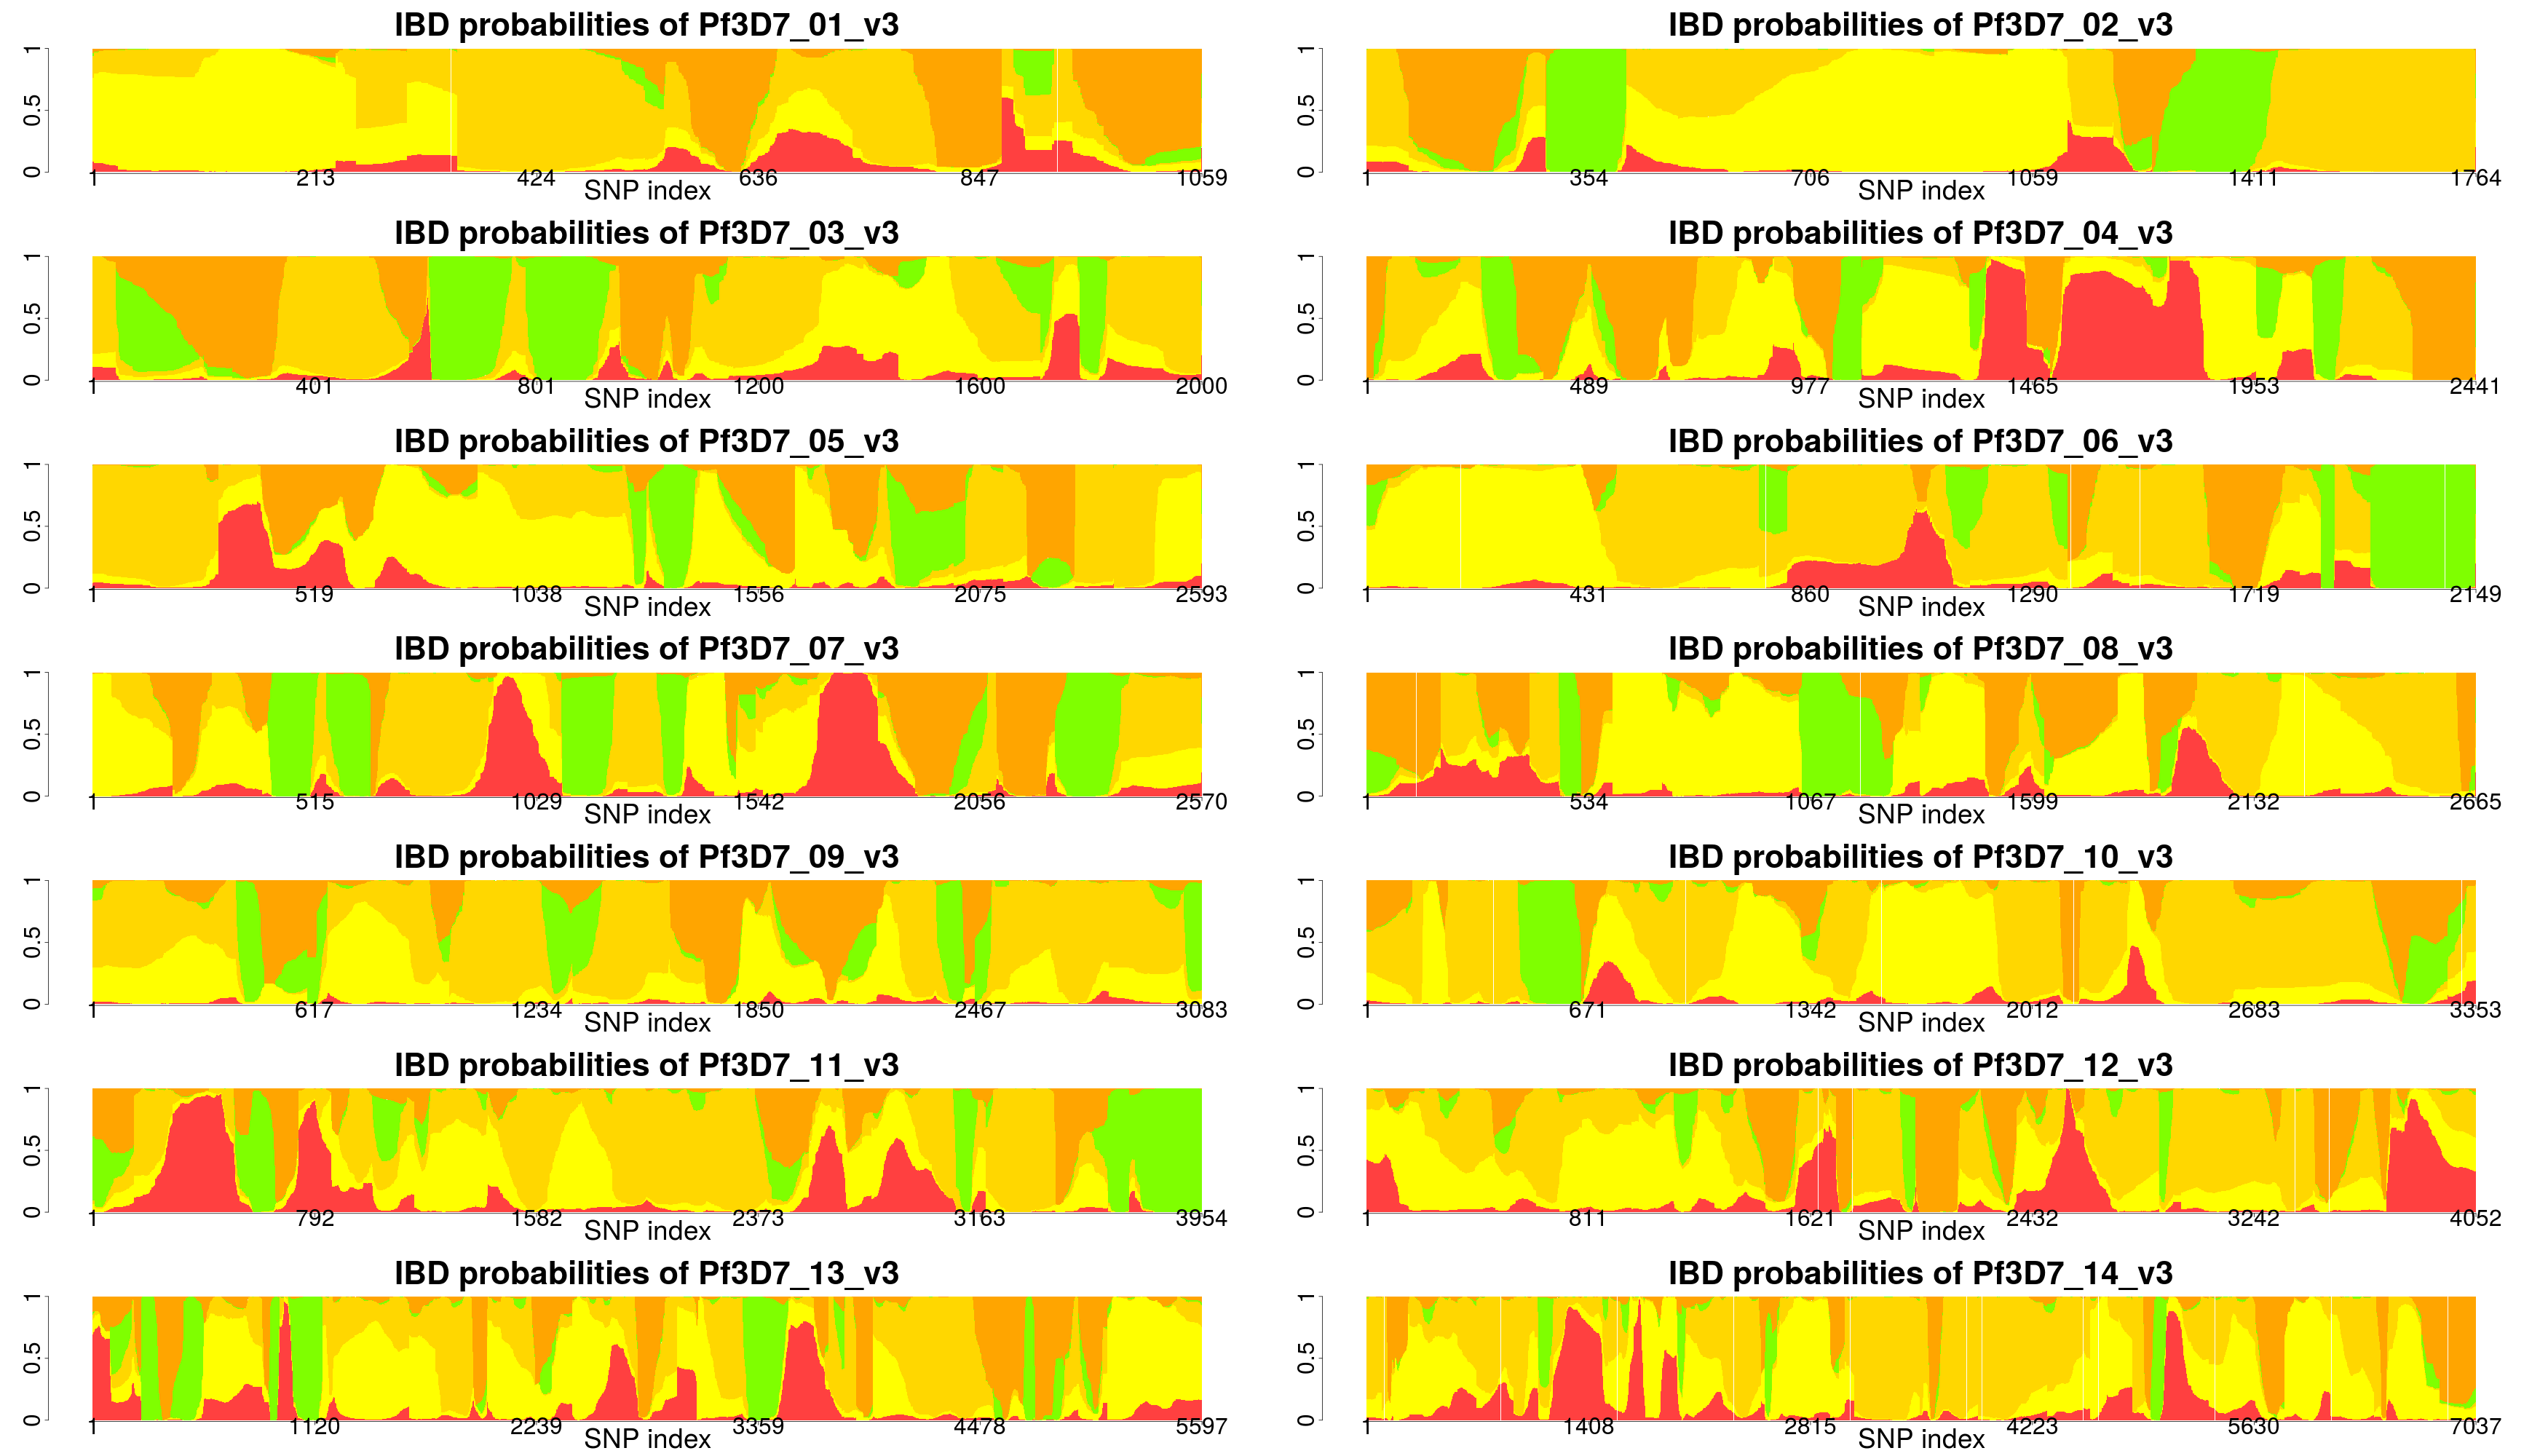 IBD probabilities of Pf3D7_01_v3
0 0.5 1
1 213 424 636 847 1059
SNP index
IBD probabilities of Pf3D7_02_v3
0 0.5 1
1 354 706 1059 1411 1764
SNP index
IBD probabilities of Pf3D7_03_v3
0 0.5 1
1 401 801 1200 1600 2000
SNP index
IBD probabilities of Pf3D7_04_v3
0 0.5 1
1 489 977 1465 1953 2441
SNP index
IBD probabilities of Pf3D7_05_v3
0 0.5 1
1 519 1038 1556 2075 2593
SNP index
IBD probabilities of Pf3D7_06_v3
0 0.5 1
1 431 860 1290 1719 2149
SNP index
IBD probabilities of Pf3D7_07_v3
0 0.5 1
1 515 1029 1542 2056 2570
SNP index
IBD probabilities of Pf3D7_08_v3
0 0.5 1
1 534 1067 1599 2132 2665
SNP index
IBD probabilities of Pf3D7_09_v3
0 0.5 1
1 617 1234 1850 2467 3083
SNP index
IBD probabilities of Pf3D7_10_v3
0 0.5 1
1 671 1342 2012 2683 3353
SNP index
IBD probabilities of Pf3D7_11_v3
0 0.5 1
1 792 1582 2373 3163 3954
SNP index
IBD probabilities of Pf3D7_12_v3
0 0.5 1
1 811 1621 2432 3242 4052
SNP index
IBD probabilities of Pf3D7_13_v3
0 0.5 1
1 1120 2239 3359 4478 5597
SNP index
IBD probabilities of Pf3D7_14_v3
0 0.5 1
1 1408 2815 4223 5630 7037
SNP index